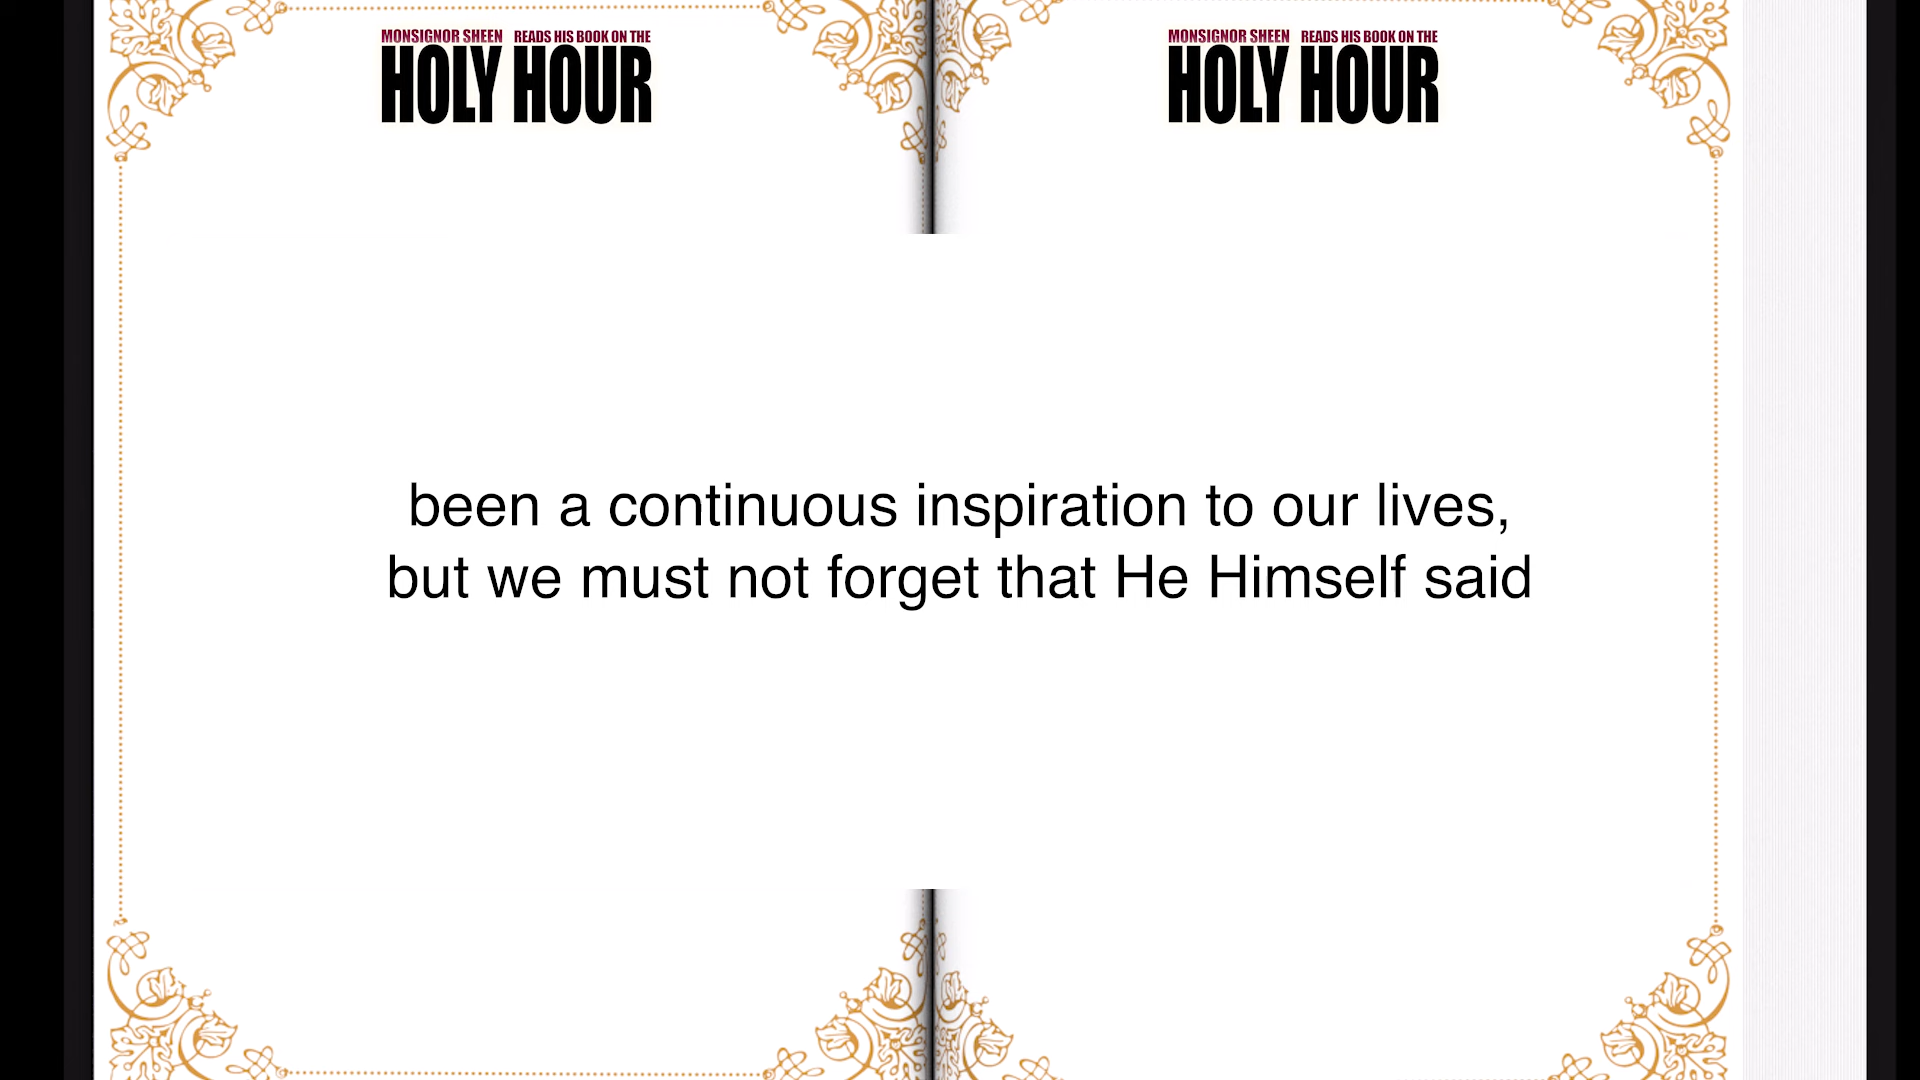 MONSIGNOR SHEEN READS HIS BOOK ON THE
HOLY HOUR
MONSIGNOR SHEEN READS HIS BOOK ON THE
HOLY HOUR
been a continuous inspiration to our lives,
but we must not forget that He Himself said